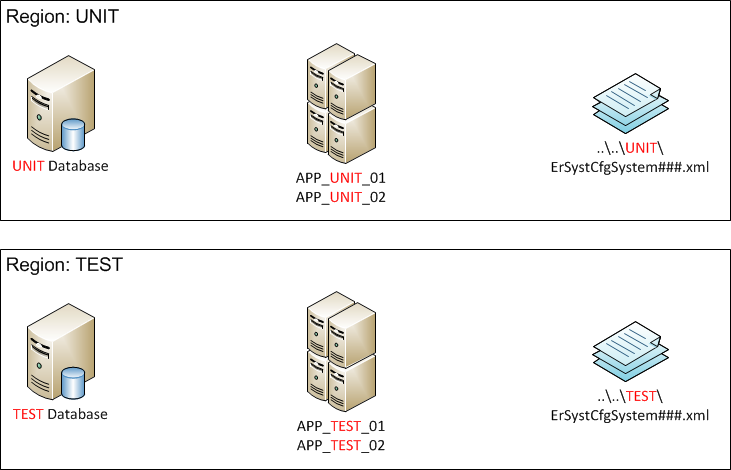 Region: UNIT
UNIT Database
APP_UNIT_01
APP_UNIT_02
..\..\UNIT\
ErSystCfgSystem###.xml
Region: TEST
TEST Database
APP_TEST_01
APP_TEST_02
..\..\TEST\
ErSystCfgSystem###.xml